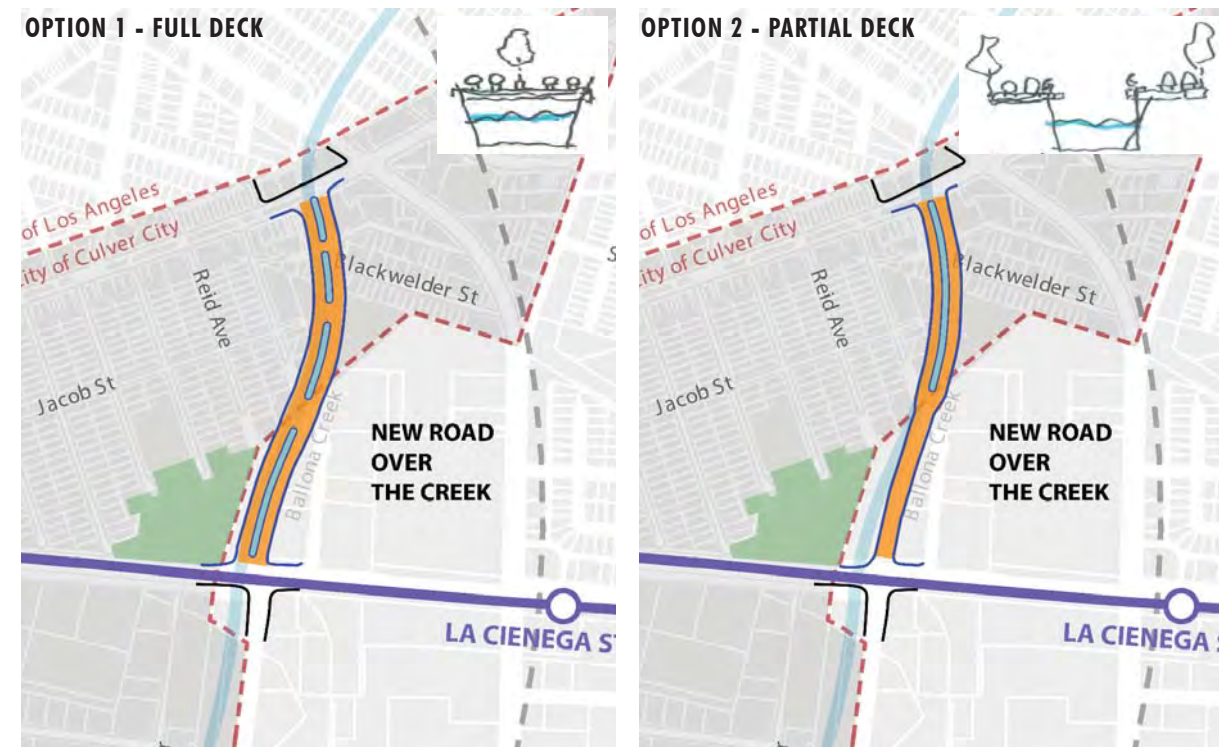 OPTION 1 - FULL DECK
of Los Angeles
ity of Culver City
Reid Ave
Blackwelder St
Jacob St
Ballona Creek
NEW ROAD
OVER
THE CREEK
LA CIENEGA S
OPTION 2 - PARTIAL DECK
of Los Angeles
ity of Culver City
Reid Ave
Blackwelder St
Jacob St
Ballona Creek
NEW ROAD
OVER
THE CREEK
LA CIENEGA